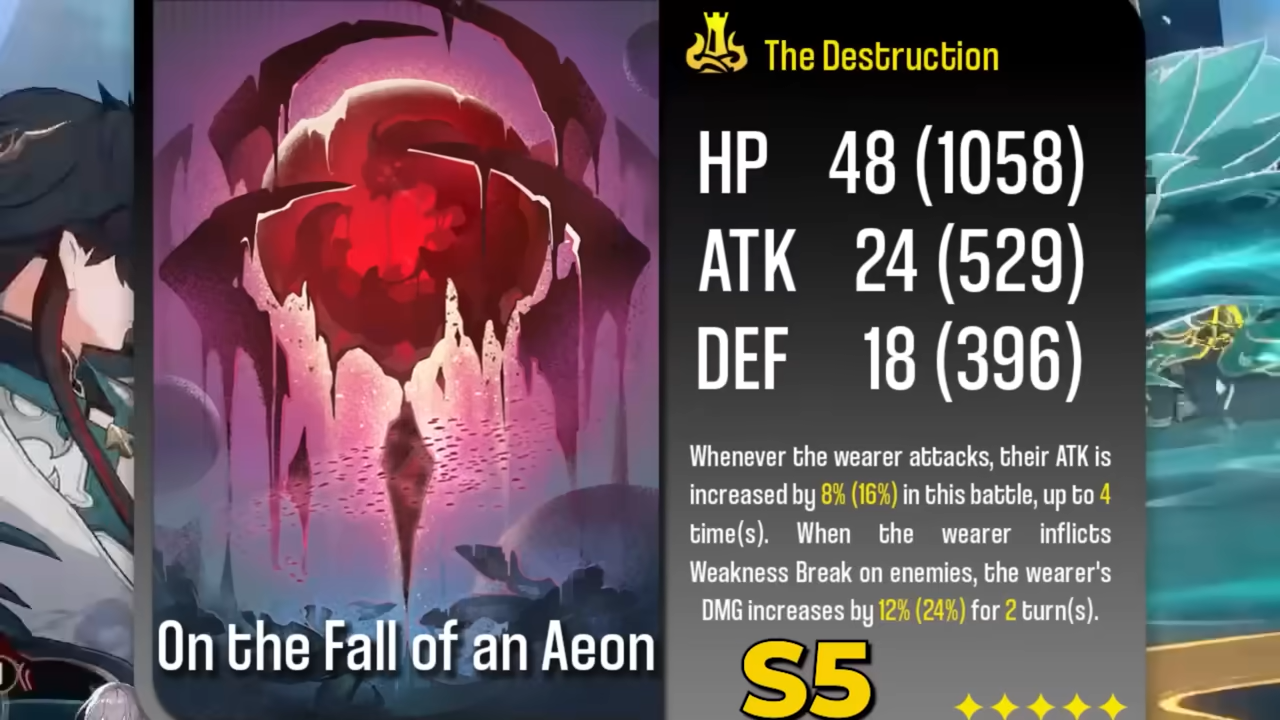 The Destruction
HP 48 (1058)
ATK 24 (529)
DEF 18 (396)
Whenever the wearer attacks, their ATK is
increased by 8% (16%) in this battle, up to 4
time(s). When the wearer inflicts
Weakness Break on enemies, the wearer's
DMG increases by 12% (24%) for 2 turn(s).
On the Fall of an Aeon
S5